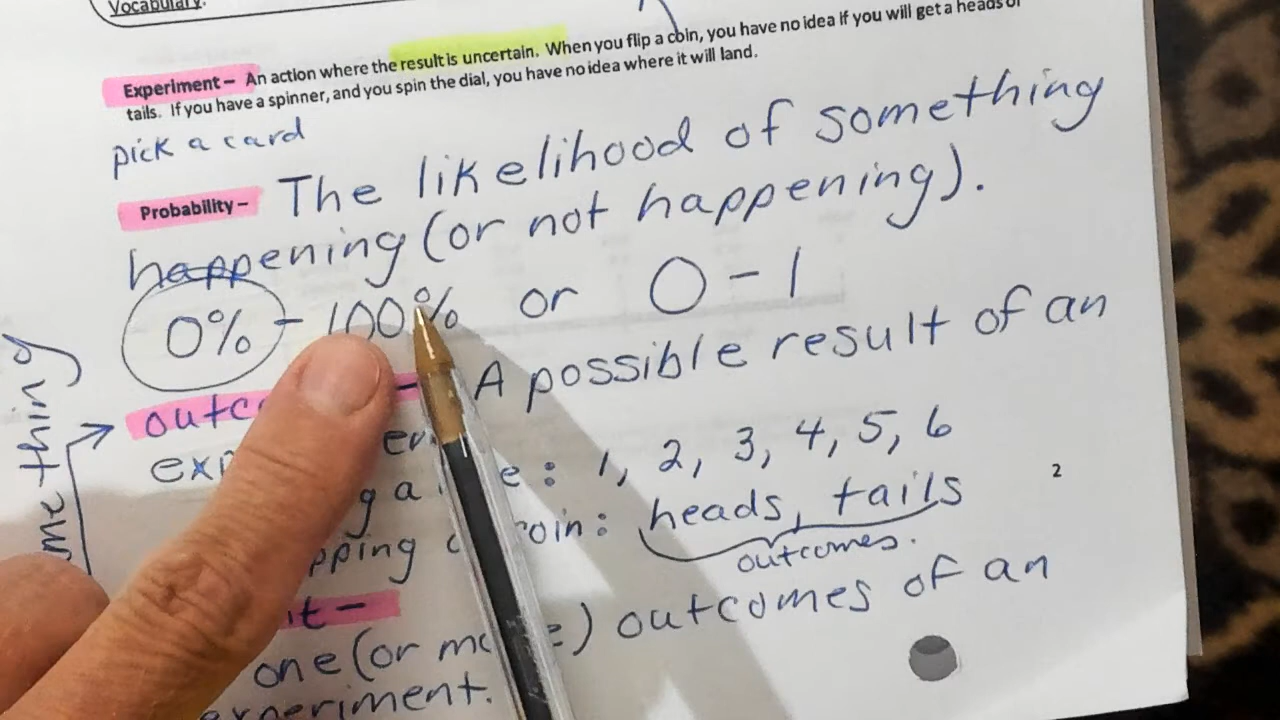 Vocabulary:
Experiment – An action where the result is uncertain. When you flip a coin, you have no idea if you will get a heads or
tails. If you have a spinner, and you spin the dial, you have no idea where it will land.
pick a card
Probability – The likelihood of something
happening (or not happening).
0% - 100% or 0 - 1
A possible result of an
: 1, 2, 3, 4, 5, 6
heads, tails
outcomes.
one (or outcomes of an
experiment.
2